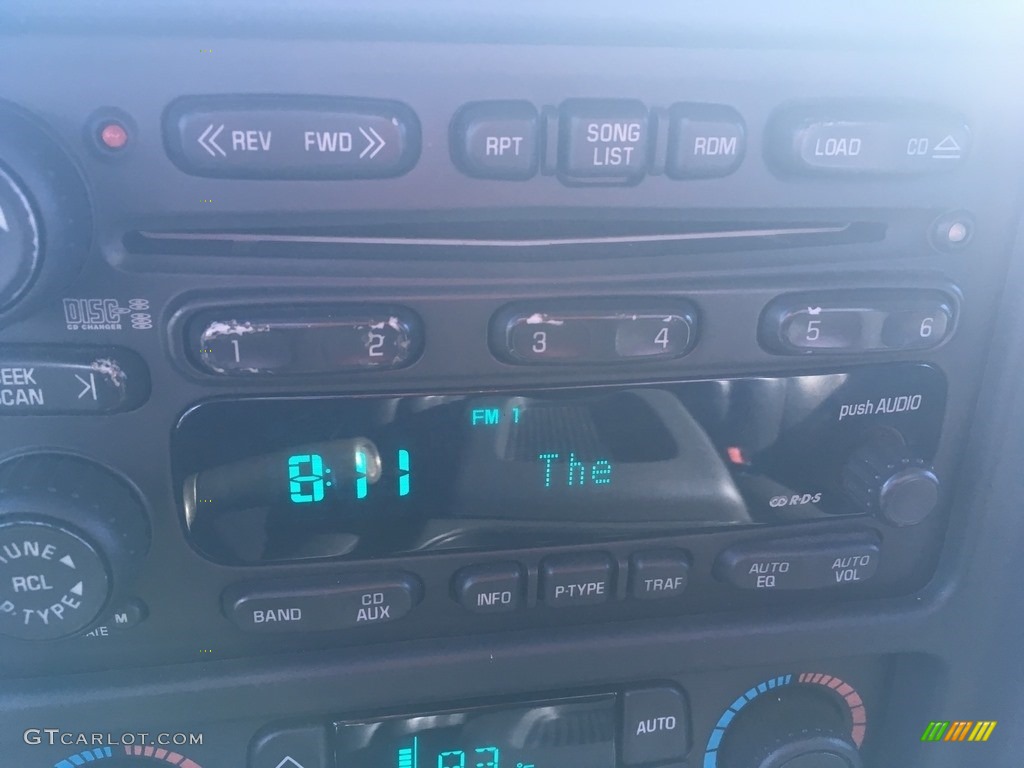 REV FWD
RPT
SONG
LIST
RDM
LOAD CD
DISC
CD CHANGER
1 2 3 4 5 6
FM 1
push AUDIO
8:11
The
R·D·S
TUNE
RCL
P-TYPE
M
BAND
CD
AUX
INFO
P-TYPE
TRAF
AUTO
EQ
AUTO
VOL
AUTO
GTCARLOT.COM